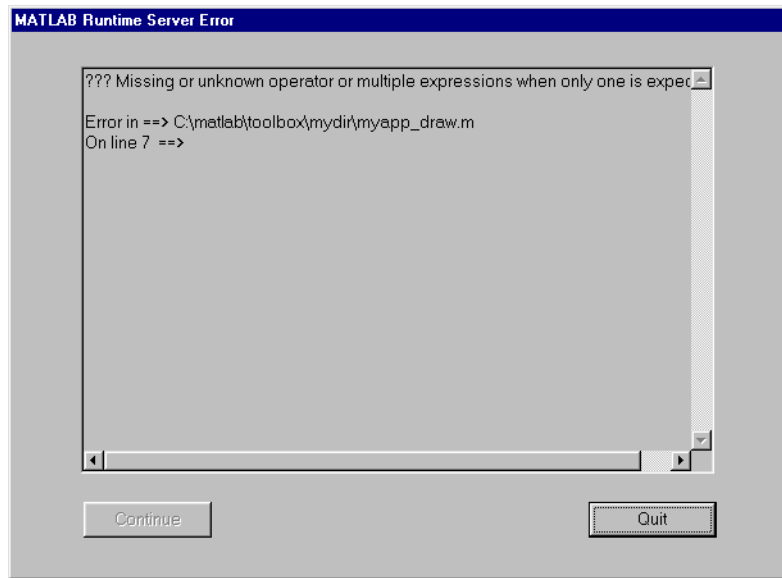 MATLAB Runtime Server Error
??? Missing or unknown operator or multiple expressions when only one is expec
Error in ==> C:\matlab\toolbox\mydir\myapp_draw.m
On line 7 ==>
Continue
Quit